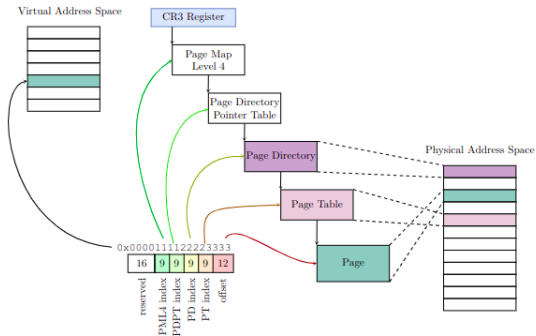 Virtual Address Space
CR3 Register
Page Map
Level 4
Page Directory
Pointer Table
Page Directory
Physical Address Space
Page Table
Page
0x0000111122223333
16 9 9 9 9 12
reserved
PML4 index
PDPT index
PD index
PT index
offset